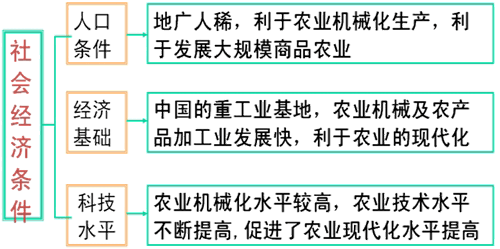 社会经济条件
人口
条件
地广人稀，利于农业机械化生产，利
于发展大规模商品农业
经济
基础
中国的重工业基地，农业机械及农产
品加工业发展快，利于农业的现代化
科技
水平
农业机械化水平较高，农业技术水平
不断提高,促进了农业现代化水平提高